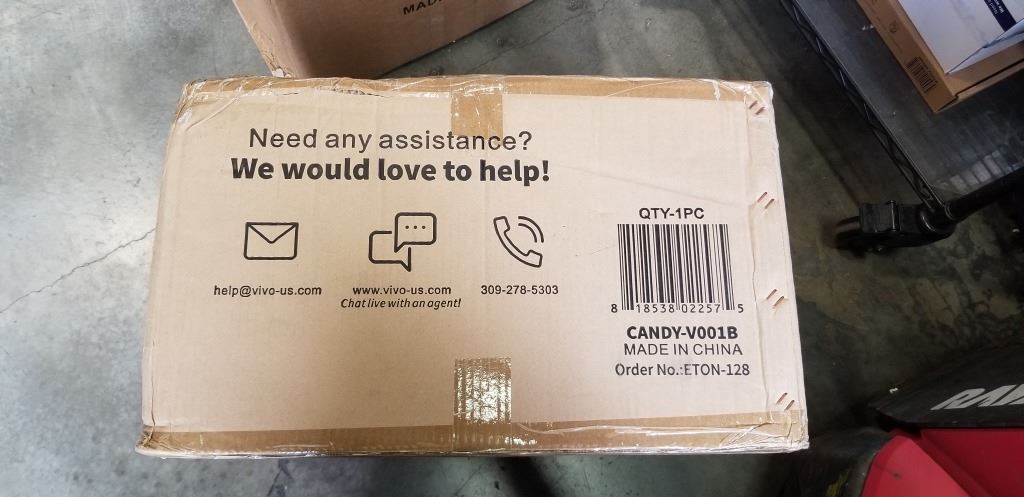 Need any assistance?
We would love to help!
help@vivo-us.com
www.vivo-us.com
Chat live with an agent!
309-278-5303
QTY-1PC
8 18538 02257 5
CANDY-V001B
MADE IN CHINA
Order No.:ETON-128